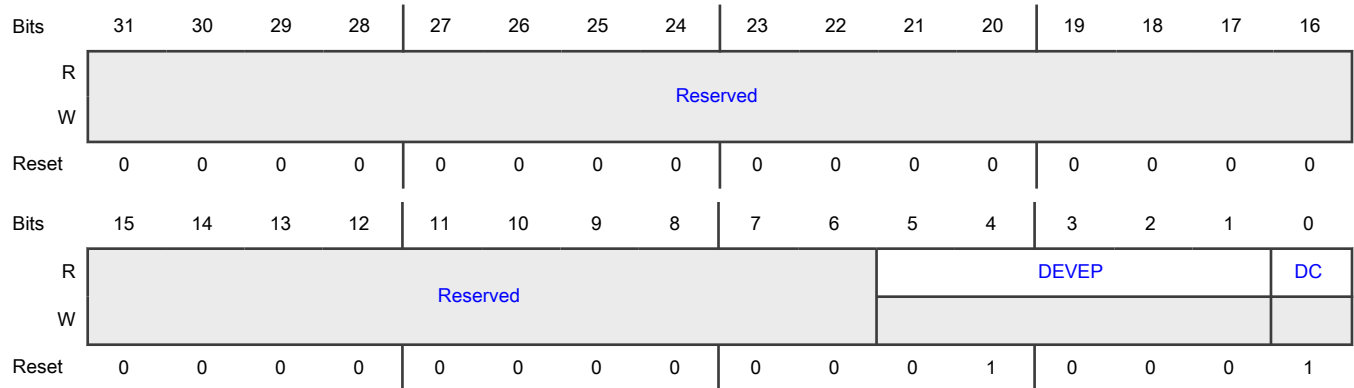 Bits 31 30 29 28 27 26 25 24 23 22 21 20 19 18 17 16
R
Reserved
W
Reset 0 0 0 0 0 0 0 0 0 0 0 0 0 0 0 0
Bits 15 14 13 12 11 10 9 8 7 6 5 4 3 2 1 0
R DEVEP DC
Reserved
W
Reset 0 0 0 0 0 0 0 0 0 0 0 1 0 0 0 1